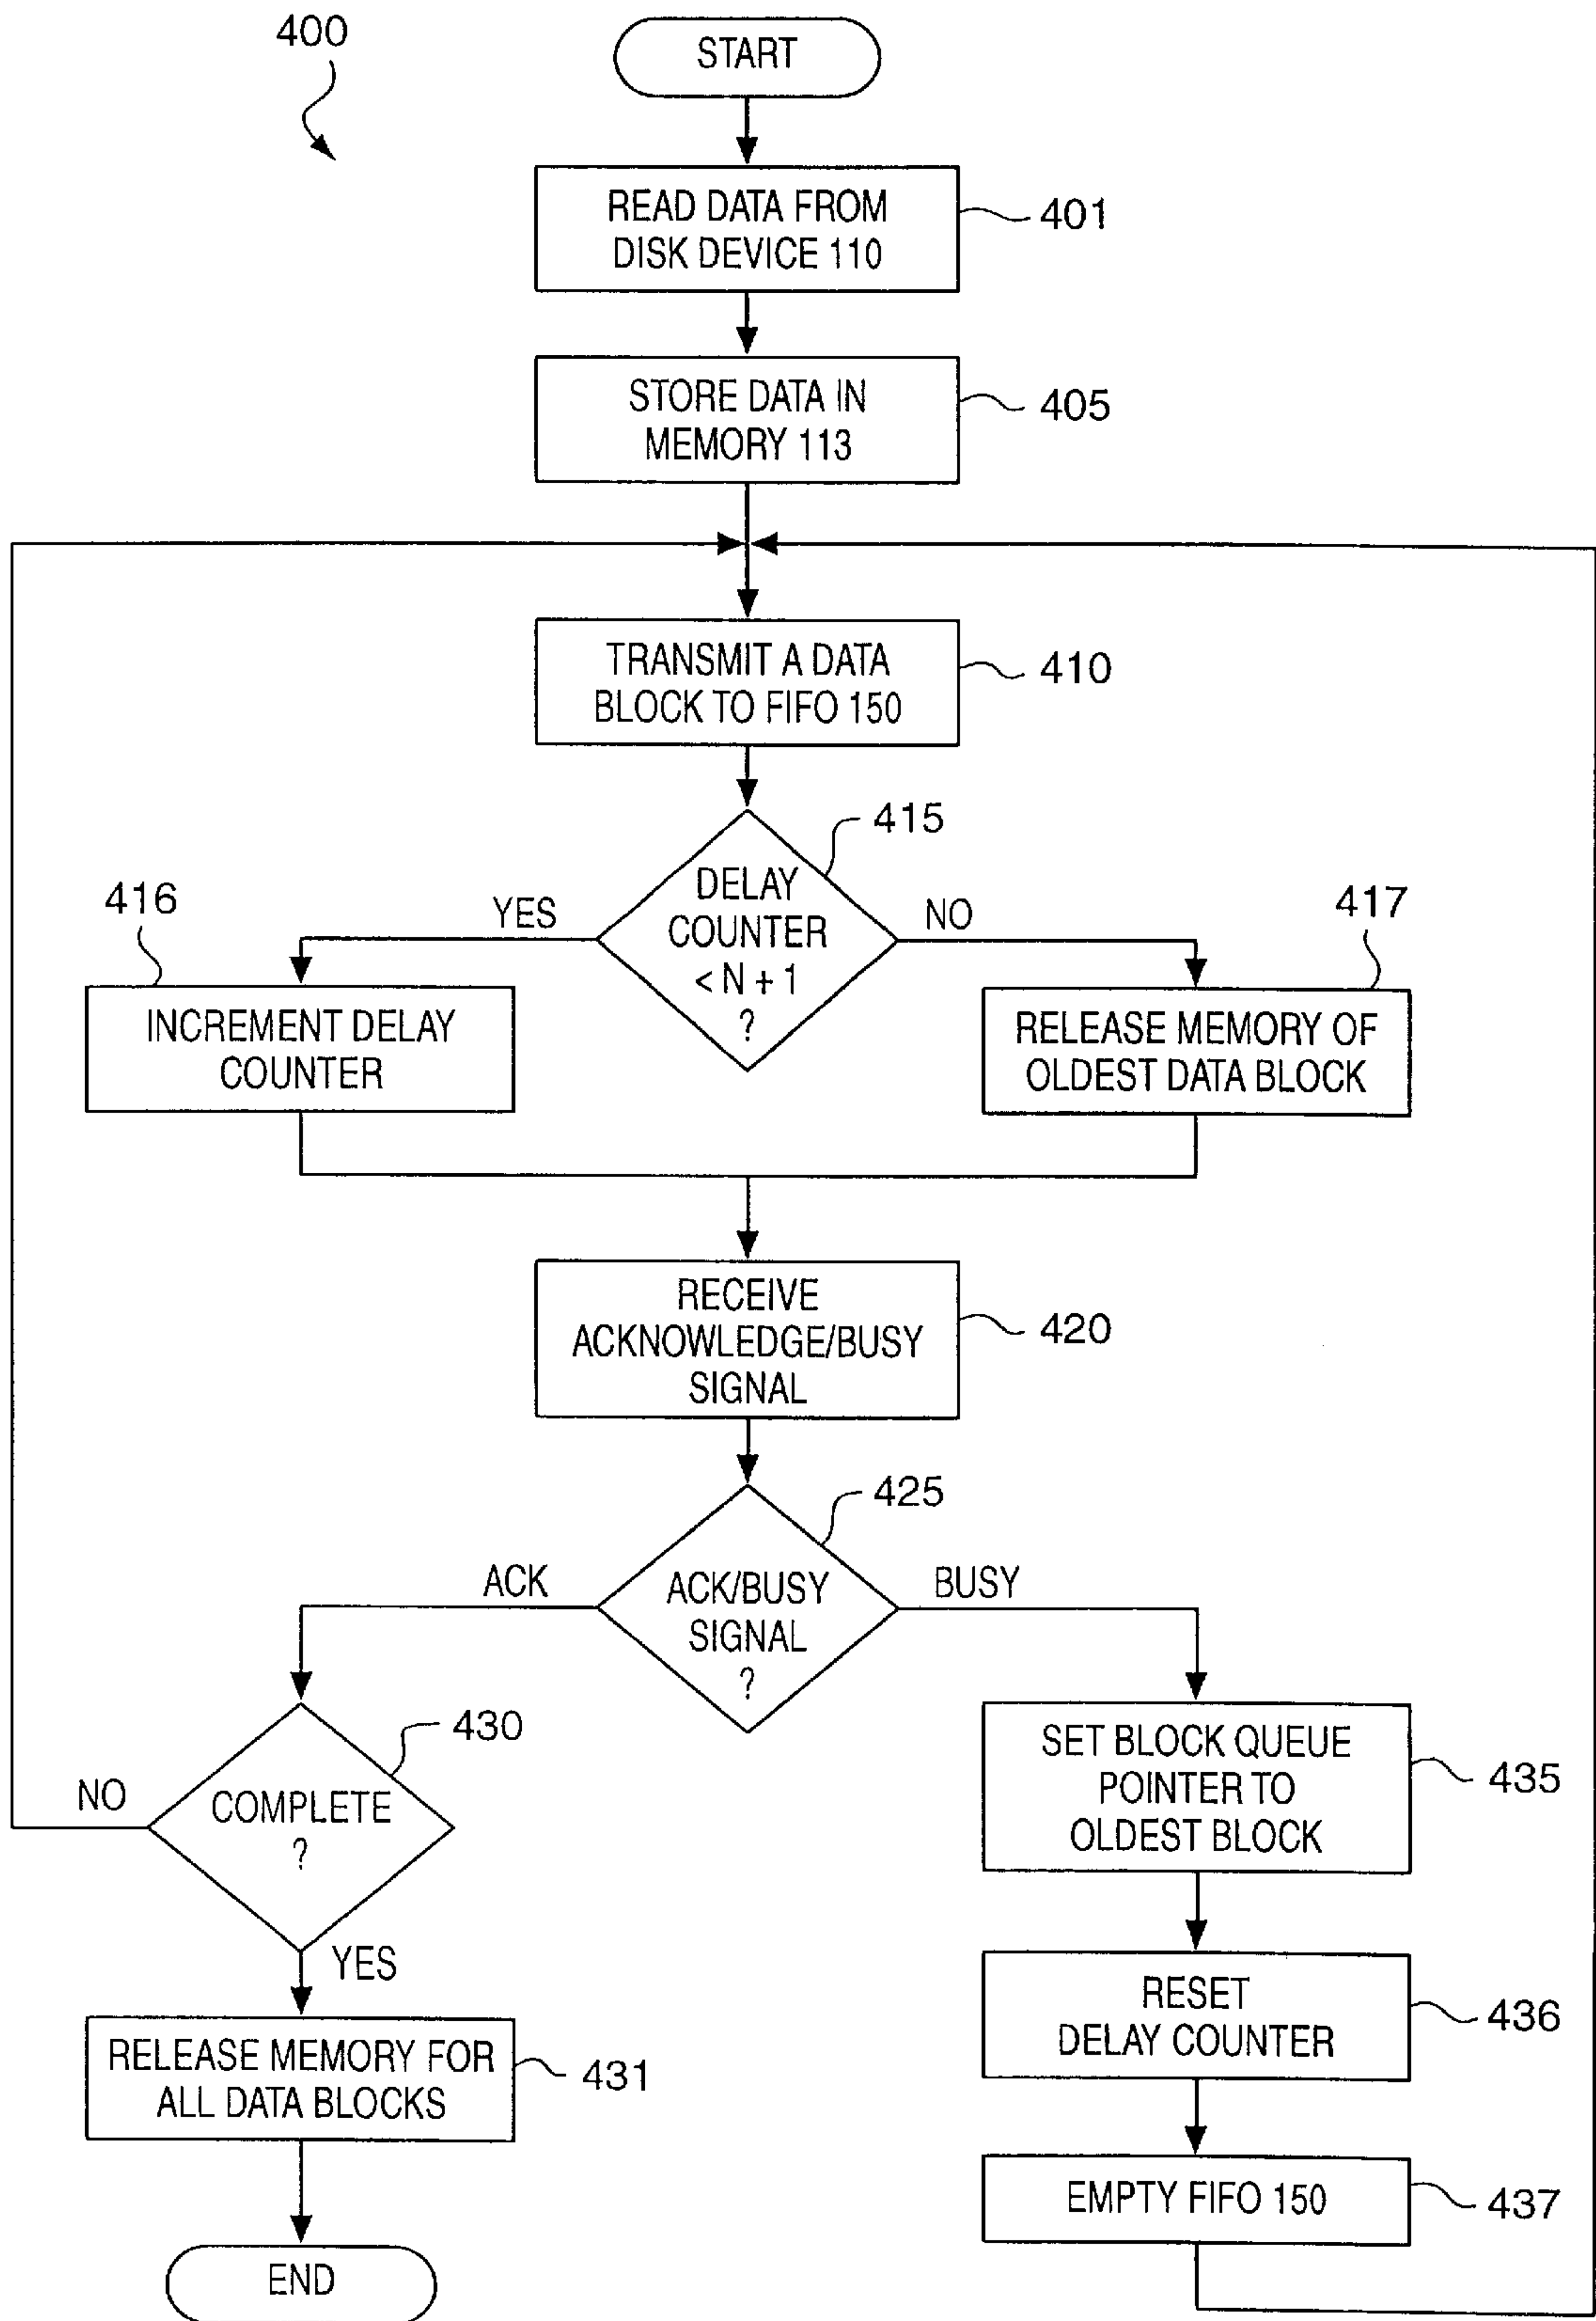 400
START
READ DATA FROM
DISK DEVICE 110
401
STORE DATA IN
MEMORY 113
405
TRANSMIT A DATA
BLOCK TO FIFO 150
410
415
DELAY
COUNTER
< N + 1
?
YES
NO
416
INCREMENT DELAY
COUNTER
417
RELEASE MEMORY OF
OLDEST DATA BLOCK
RECEIVE
ACKNOWLEDGE/BUSY
SIGNAL
420
425
ACK/BUSY
SIGNAL
?
ACK
BUSY
430
COMPLETE
?
NO
YES
SET BLOCK QUEUE
POINTER TO
OLDEST BLOCK
435
RESET
DELAY COUNTER
436
RELEASE MEMORY FOR
ALL DATA BLOCKS
431
EMPTY FIFO 150
437
END